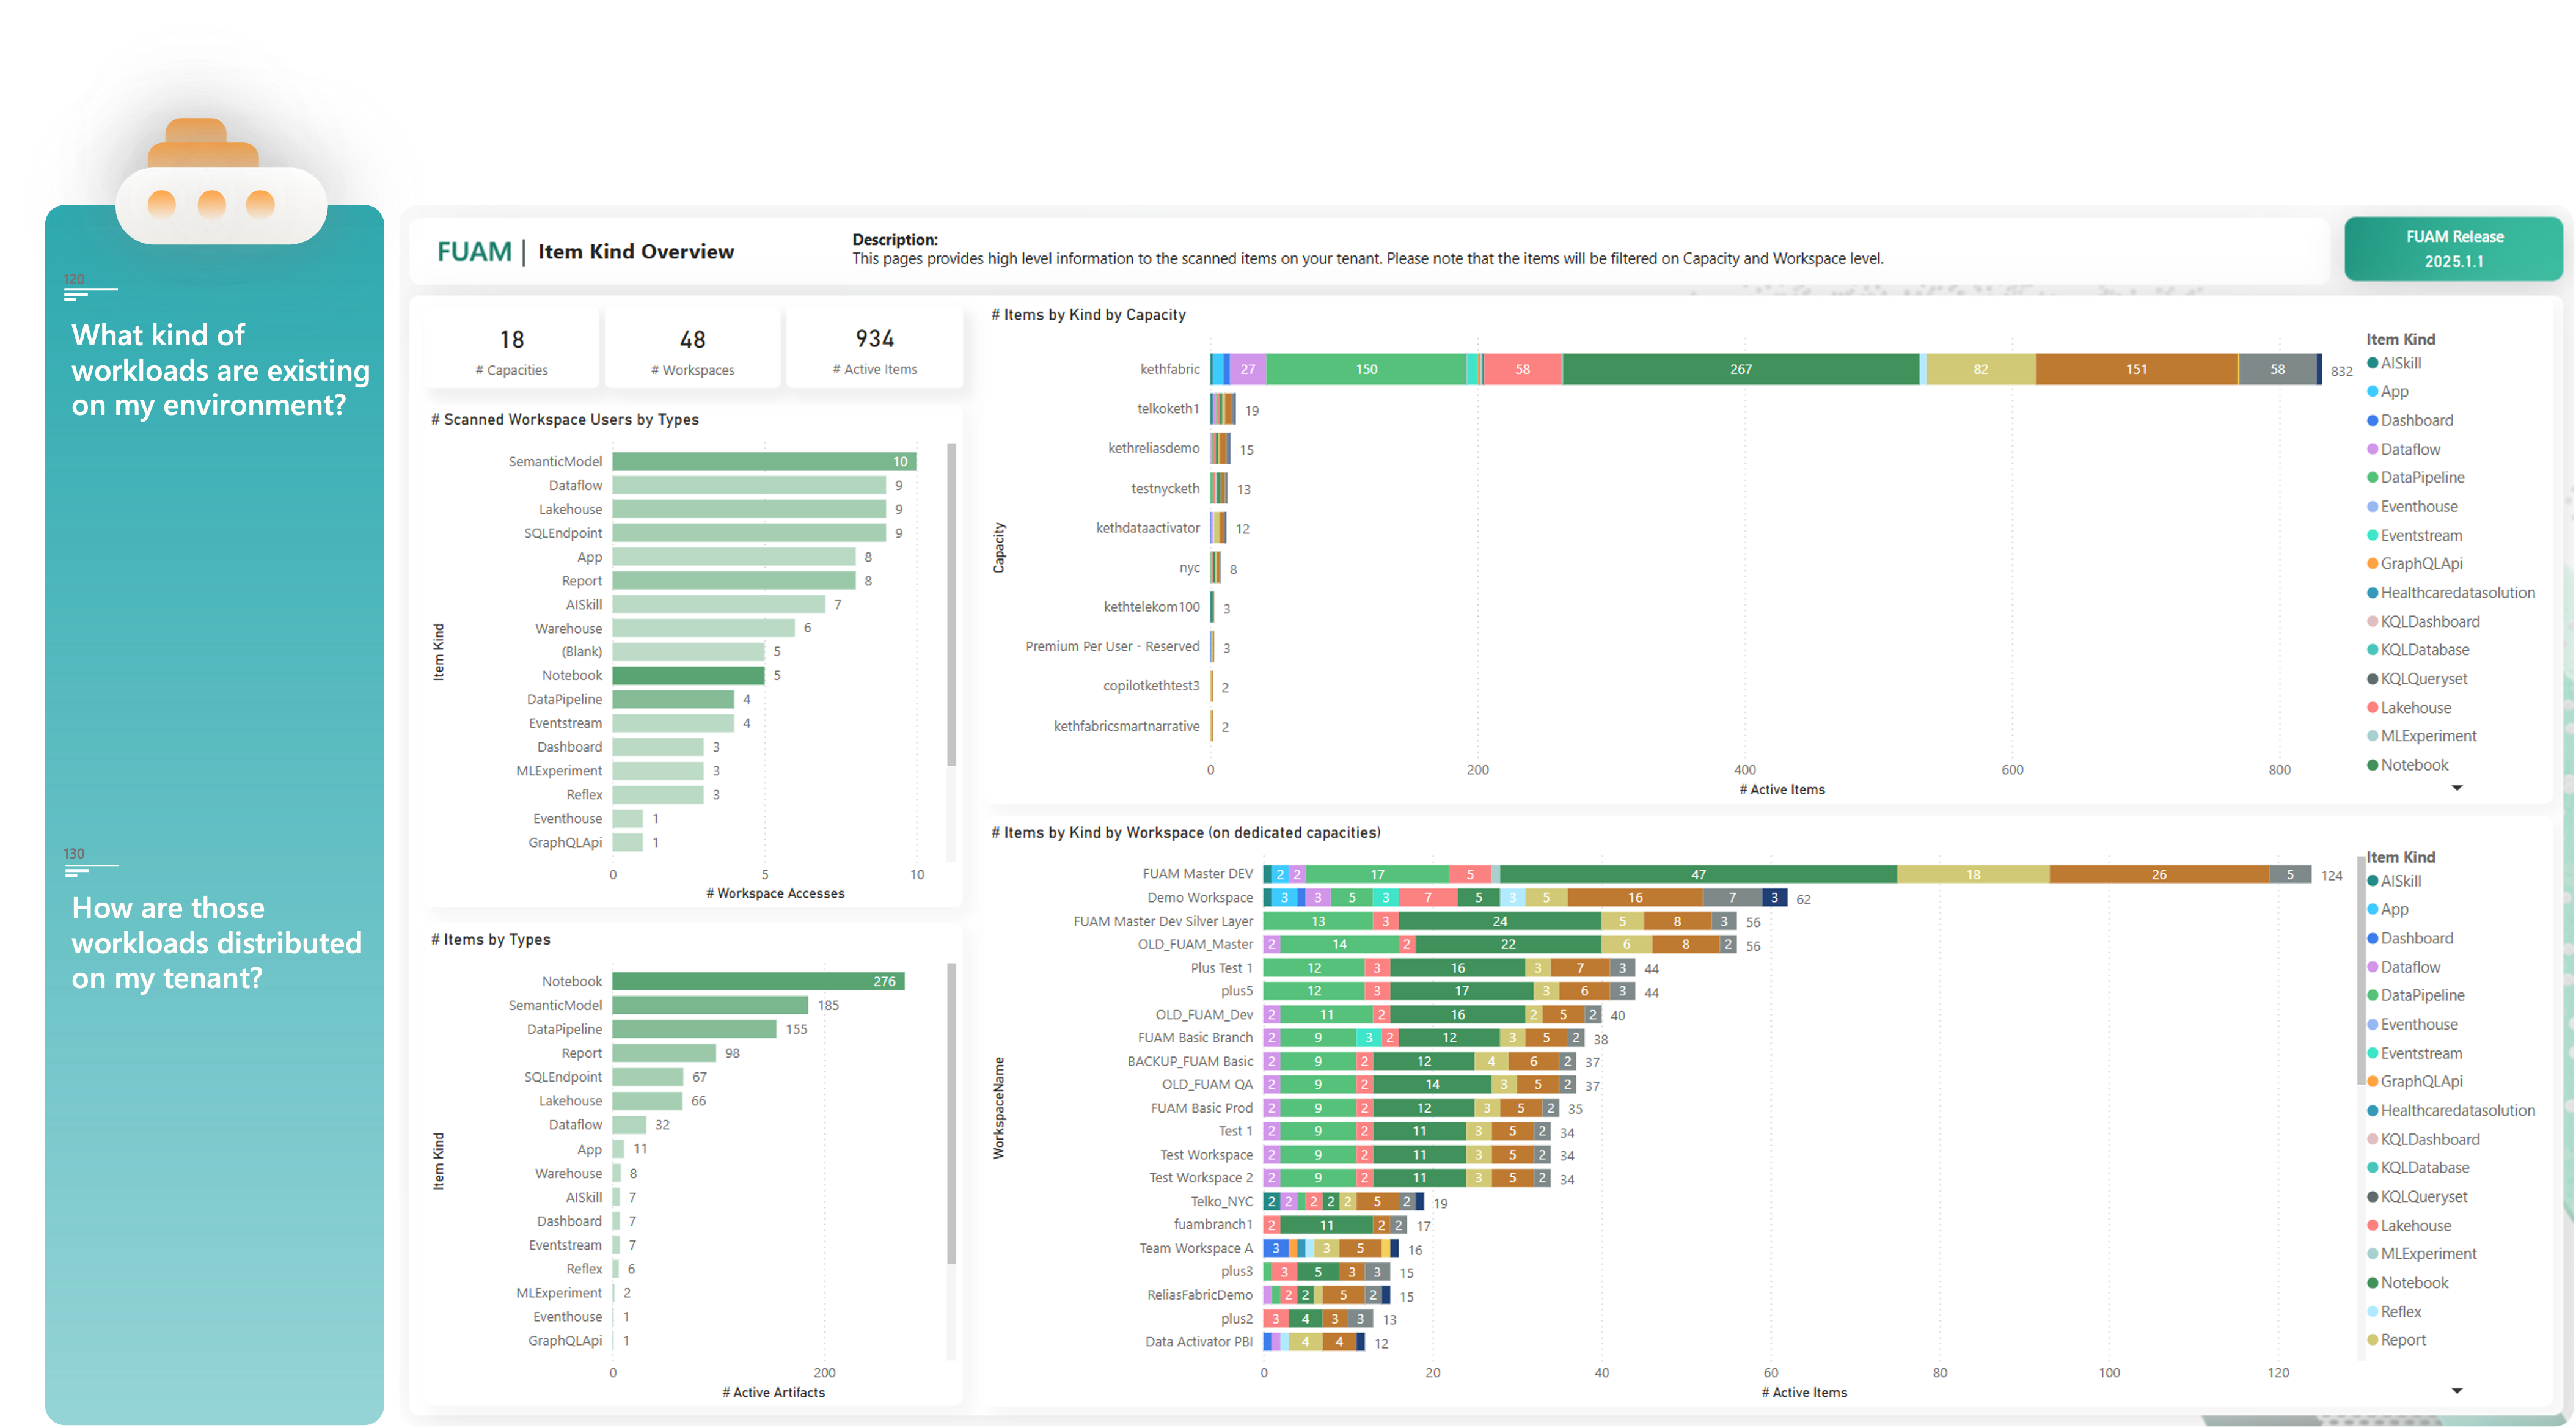 120
What kind of
workloads are existing
on my environment?
130
How are those
workloads distributed
on my tenant?
FUAM | Item Kind Overview
Description:
This pages provides high level information to the scanned items on your tenant. Please note that the items will be filtered on Capacity and Workspace level.
FUAM Release
2025.1.1
18
# Capacities
48
# Workspaces
934
# Active Items
# Scanned Workspace Users by Types
Item Kind
SemanticModel 10
Dataflow 9
Lakehouse 9
SQLEndpoint 9
App 8
Report 8
AISkill 7
Warehouse 6
(Blank) 5
Notebook 5
DataPipeline 4
Eventstream 4
Dashboard 3
MLExperiment 3
Reflex 3
Eventhouse 1
GraphQLApi 1
0 5 10
# Workspace Accesses
# Items by Types
Item Kind
Notebook 276
SemanticModel 185
DataPipeline 155
Report 98
SQLEndpoint 67
Lakehouse 66
Dataflow 32
App 11
Warehouse 8
AISkill 7
Dashboard 7
Eventstream 7
Reflex 6
MLExperiment 2
Eventhouse 1
GraphQLApi 1
0 200
# Active Artifacts
# Items by Kind by Capacity
Capacity
kethfabric 27 150 58 267 82 151 58 832
telkoketh1 19
kethreliasdemo 15
testnycketh 13
kethdataactivator 12
nyc 8
kethtelekom100 3
Premium Per User - Reserved 3
copilotkethtest3 2
kethfabricsmartnarrative 2
0 200 400 600 800
# Active Items
Item Kind
AISkill
App
Dashboard
Dataflow
DataPipeline
Eventhouse
Eventstream
GraphQLApi
Healthcaredatasolution
KQLDashboard
KQLDatabase
KQLQueryset
Lakehouse
MLExperiment
Notebook
# Items by Kind by Workspace (on dedicated capacities)
WorkspaceName
FUAM Master DEV 2 2 17 5 47 18 26 5 124
Demo Workspace 3 3 5 3 7 5 3 5 16 7 3 62
FUAM Master Dev Silver Layer 13 3 24 5 8 3 56
OLD_FUAM_Master 2 14 2 22 6 8 2 56
Plus Test 1 12 3 16 3 7 3 44
plus5 12 3 17 3 6 3 44
OLD_FUAM_Dev 2 11 2 16 2 5 2 40
FUAM Basic Branch 2 9 3 2 12 3 5 2 38
BACKUP_FUAM Basic 2 9 2 12 4 6 2 37
OLD_FUAM QA 2 9 2 14 3 5 2 37
FUAM Basic Prod 2 9 2 12 3 5 2 35
Test 1 2 9 2 11 3 5 2 34
Test Workspace 2 9 2 11 3 5 2 34
Test Workspace 2 2 9 2 11 3 5 2 34
Telko_NYC 2 2 2 2 2 5 2 19
fuambranch1 2 11 2 2 17
Team Workspace A 3 3 5 16
plus3 3 5 3 3 15
ReliasFabricDemo 2 2 5 2 15
plus2 3 4 3 3 13
Data Activator PBI 4 4 12
0 20 40 60 80 100 120
# Active Items
Item Kind
AISkill
App
Dashboard
Dataflow
DataPipeline
Eventhouse
Eventstream
GraphQLApi
Healthcaredatasolution
KQLDashboard
KQLDatabase
KQLQueryset
Lakehouse
MLExperiment
Notebook
Reflex
Report